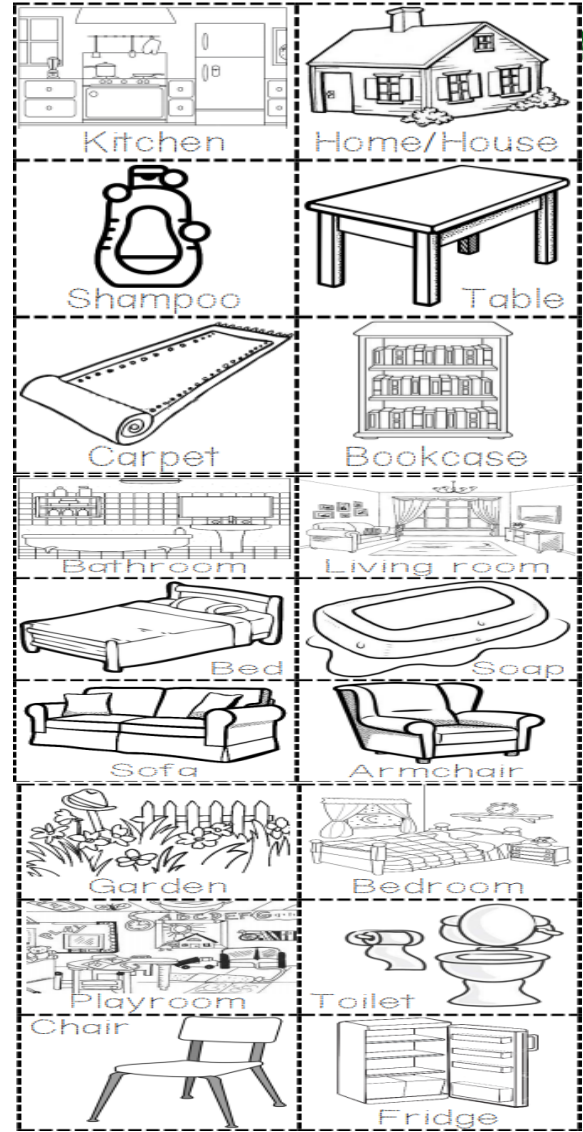 Kitchen
Home/House
Shampoo
Table
Carpet
Bookcase
Bathroom
Living room
Bed
Soap
Sofa
Armchair
Garden
Bedroom
ABCDEF
Playroom
Toilet
Chair
Fridge